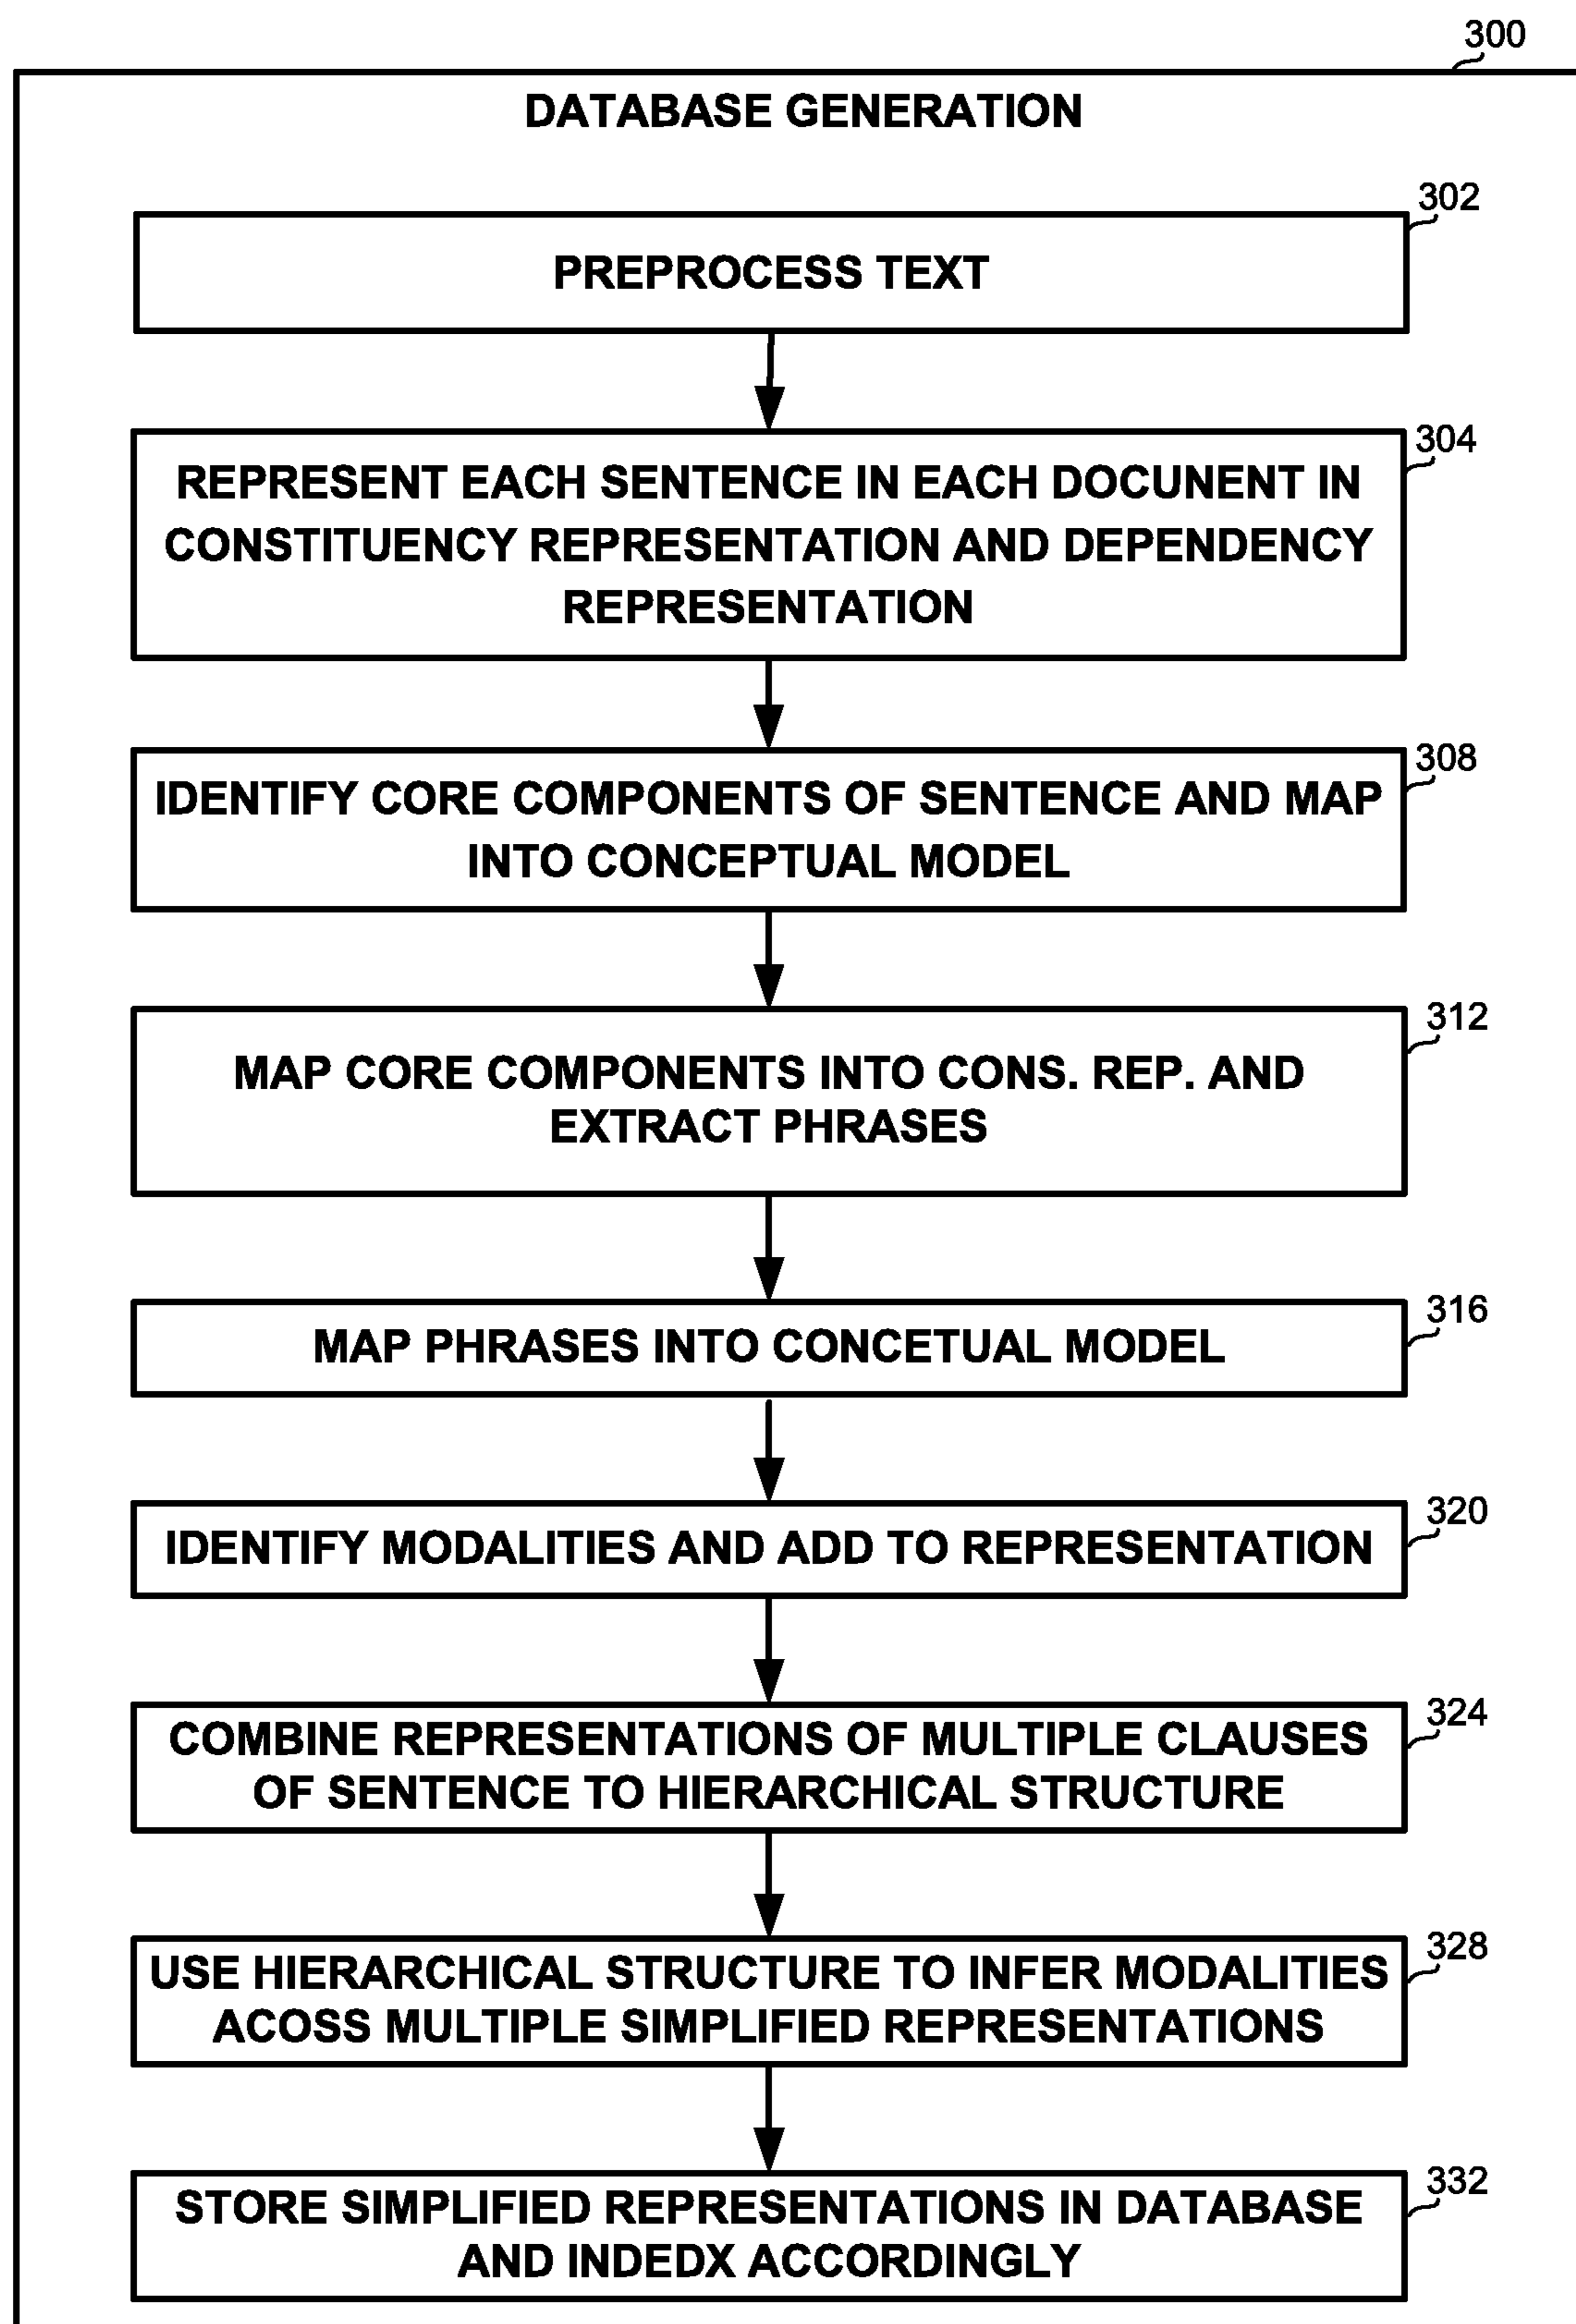 300
DATABASE GENERATION
302
PREPROCESS TEXT
304
REPRESENT EACH SENTENCE IN EACH DOCUNENT IN
CONSTITUENCY REPRESENTATION AND DEPENDENCY
REPRESENTATION
308
IDENTIFY CORE COMPONENTS OF SENTENCE AND MAP
INTO CONCEPTUAL MODEL
312
MAP CORE COMPONENTS INTO CONS. REP. AND
EXTRACT PHRASES
316
MAP PHRASES INTO CONCETUAL MODEL
320
IDENTIFY MODALITIES AND ADD TO REPRESENTATION
324
COMBINE REPRESENTATIONS OF MULTIPLE CLAUSES
OF SENTENCE TO HIERARCHICAL STRUCTURE
328
USE HIERARCHICAL STRUCTURE TO INFER MODALITIES
ACOSS MULTIPLE SIMPLIFIED REPRESENTATIONS
332
STORE SIMPLIFIED REPRESENTATIONS IN DATABASE
AND INDEDX ACCORDINGLY